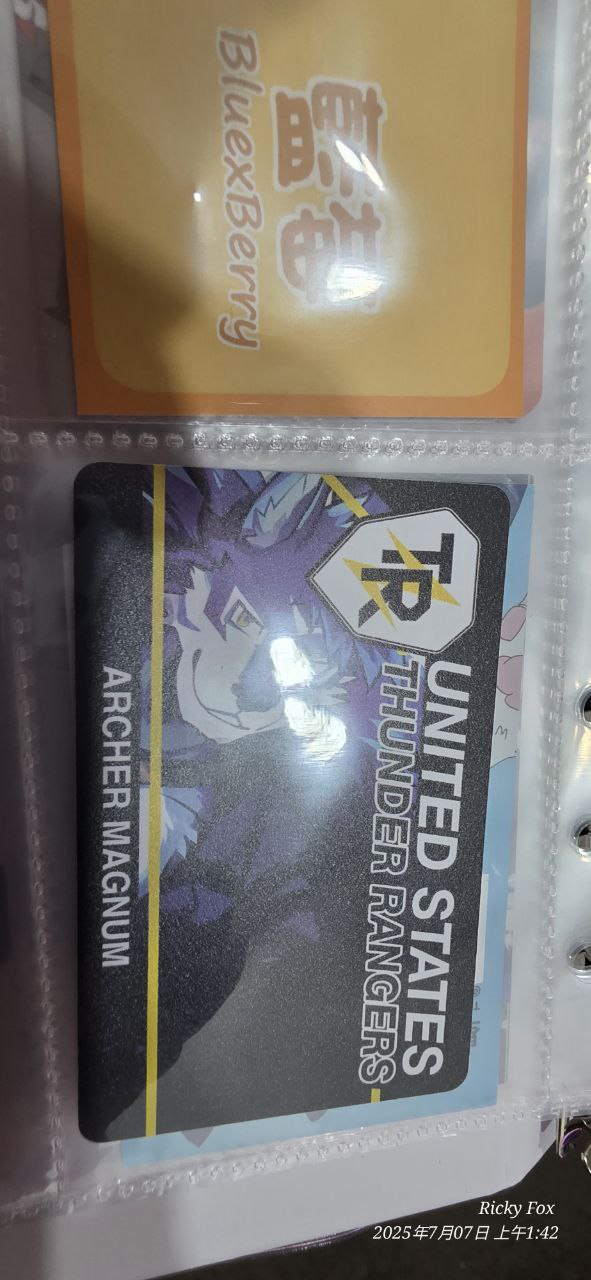 藍莓
BluexBerry
TR
UNITED STATES
THUNDER RANGERS
ARCHER MAGNUM
Ricky Fox
2025年7月07日 上午1:42